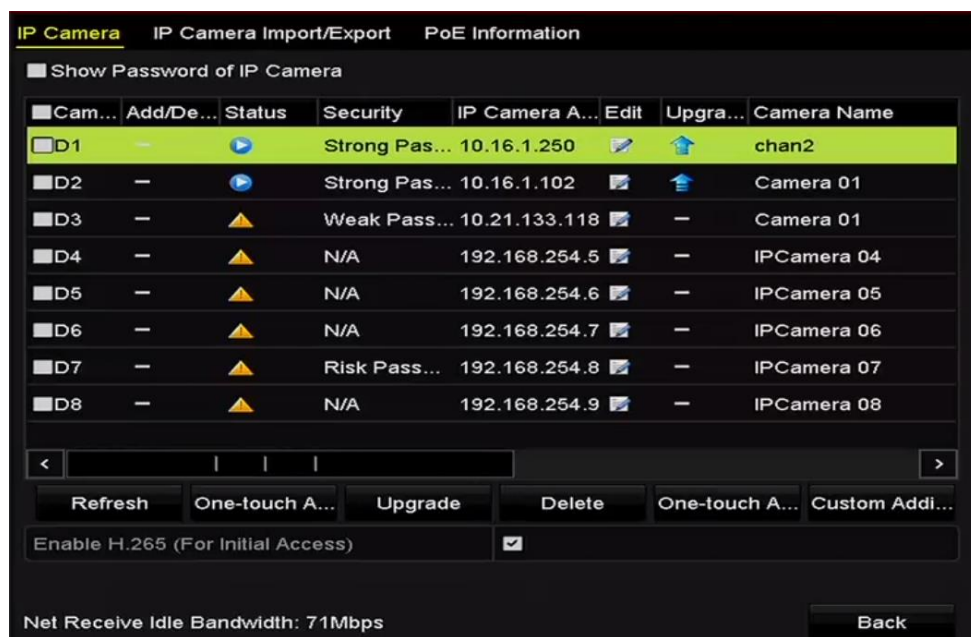 IP Camera IP Camera Import/Export PoE Information
Show Password of IP Camera
Cam... Add/De... Status Security IP Camera A... Edit Upgra... Camera Name
D1 – Strong Pas... 10.16.1.250 chan2
D2 – Strong Pas... 10.16.1.102 Camera 01
D3 – Weak Pass... 10.21.133.118 – Camera 01
D4 – N/A 192.168.254.5 – IPCamera 04
D5 – N/A 192.168.254.6 – IPCamera 05
D6 – N/A 192.168.254.7 – IPCamera 06
D7 – Risk Pass... 192.168.254.8 – IPCamera 07
D8 – N/A 192.168.254.9 – IPCamera 08
< >
Refresh One-touch A... Upgrade Delete One-touch A... Custom Addi...
Enable H.265 (For Initial Access)
Net Receive Idle Bandwidth: 71Mbps Back